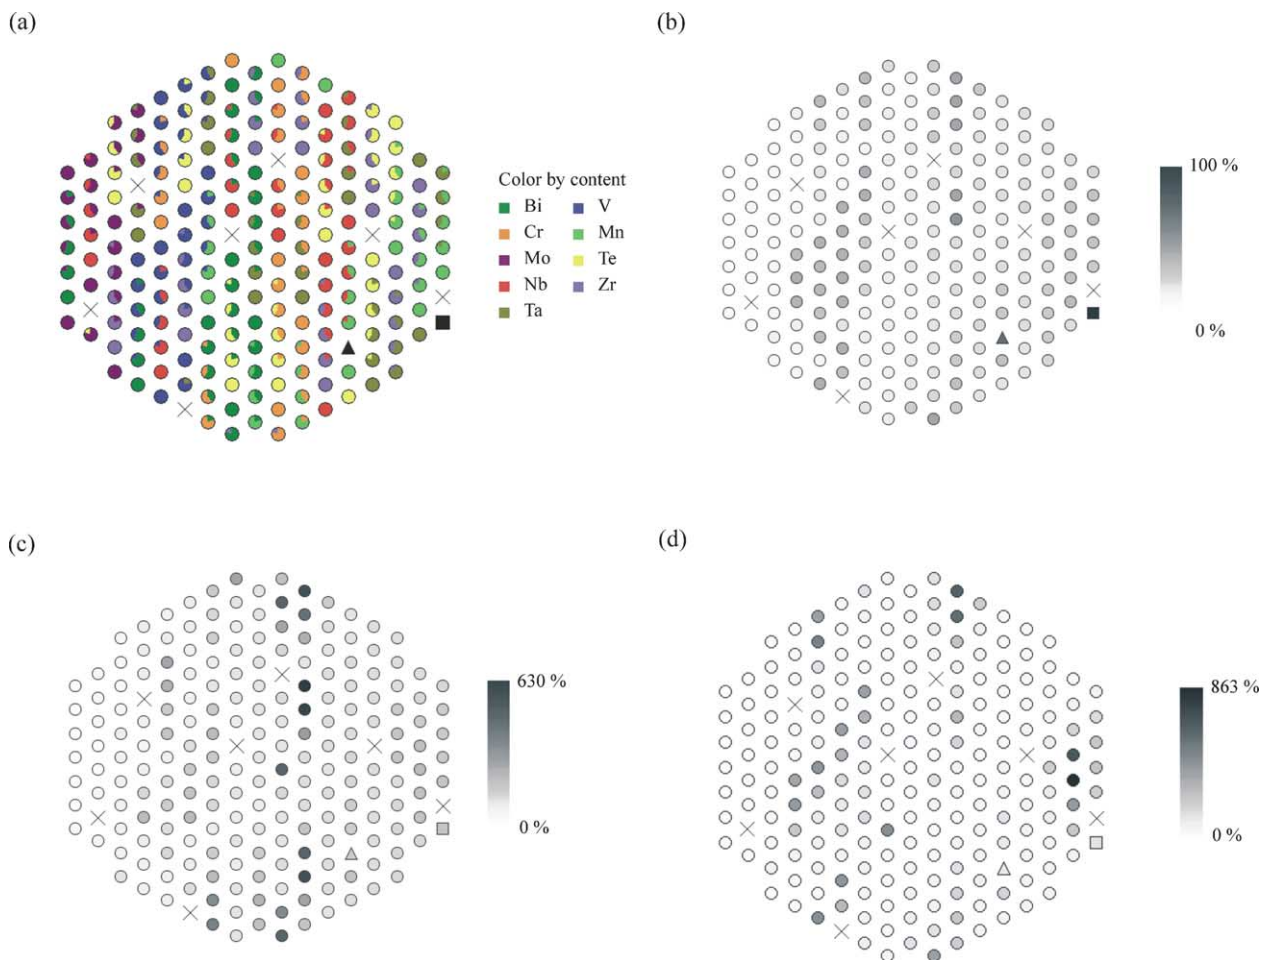 (a)
(b)
Color by content
Bi V
Cr Mn
Mo Te
Nb Zr
Ta
100 %
0 %
(c)
(d)
630 %
0 %
863 %
0 %